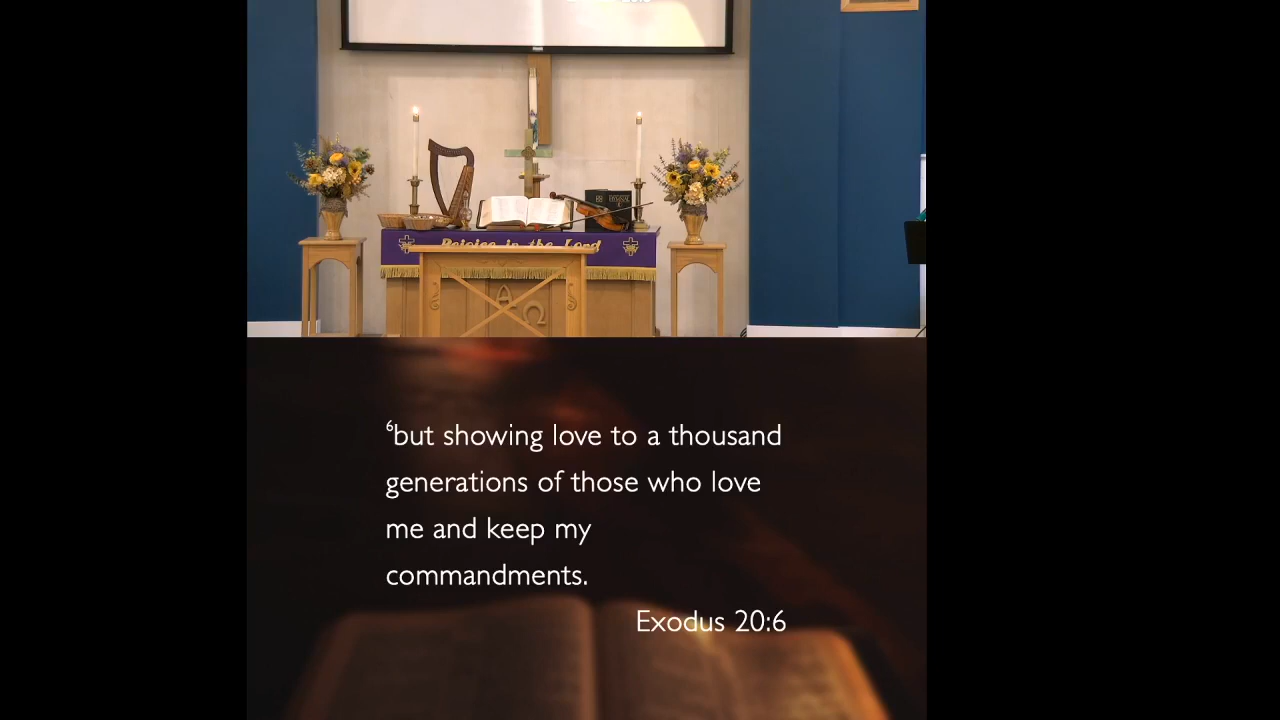 Rejoice in the Lord
Α Ω
⁶but showing love to a thousand
generations of those who love
me and keep my
commandments.
Exodus 20:6